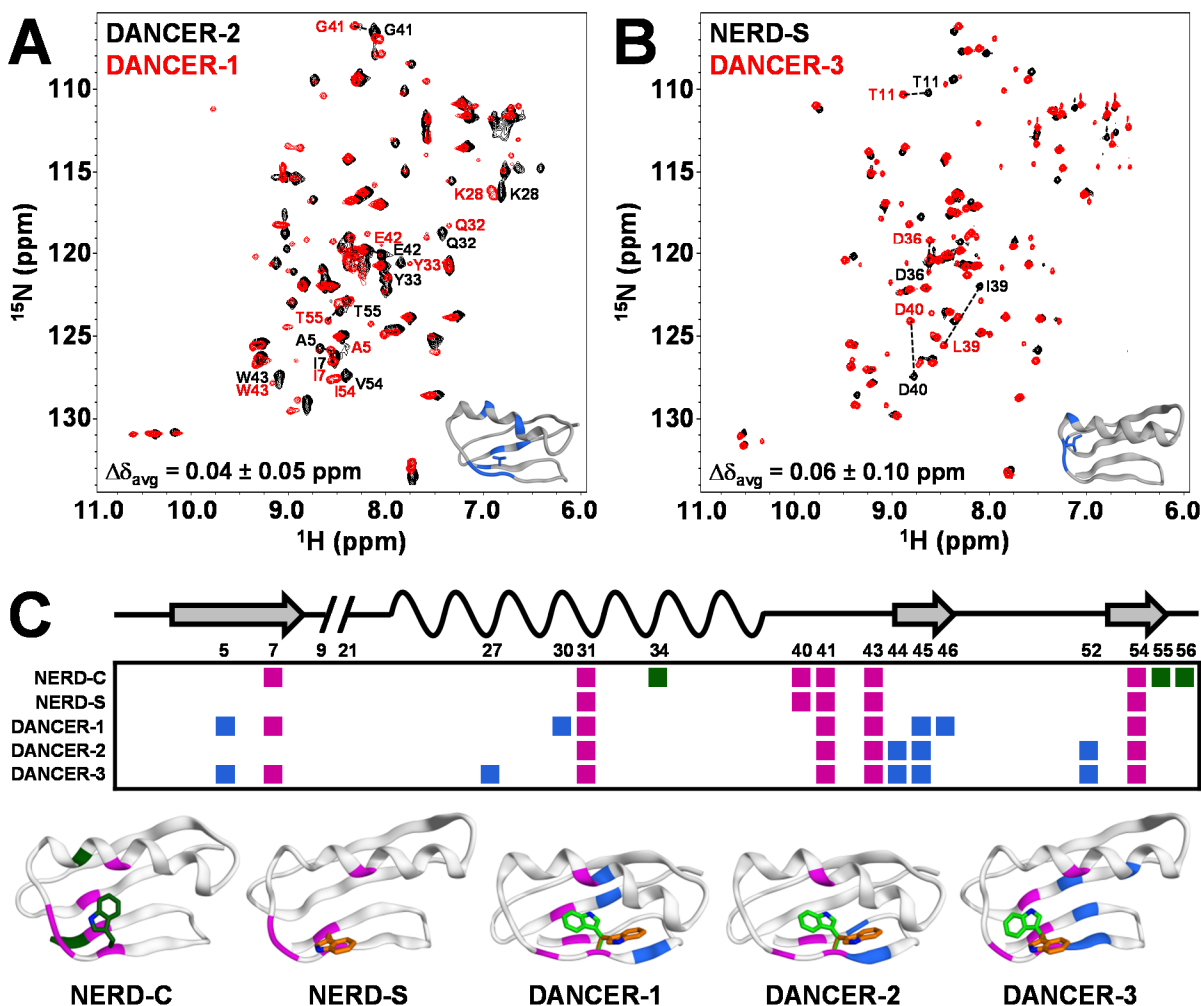 A
DANCER-2
DANCER-1
G41
G41
K28
K28
Q32
Q32
E42
E42
Y33
Y33
T55
T55
A5
A5
I7
I7
W43
W43
I54
V54
110
115
120
125
130
¹⁵N (ppm)
Δδavg = 0.04 ± 0.05 ppm
11.0 10.0 9.0 8.0 7.0 6.0
¹H (ppm)
B
NERD-S
DANCER-3
T11
T11
D36
D36
I39
D40
L39
D40
110
115
120
125
130
¹⁵N (ppm)
Δδavg = 0.06 ± 0.10 ppm
11.0 10.0 9.0 8.0 7.0 6.0
¹H (ppm)
C
5 7 9 21 27 30 31 34 40 41 43 44 45 46 52 54 55 56
NERD-C
NERD-S
DANCER-1
DANCER-2
DANCER-3
NERD-C NERD-S DANCER-1 DANCER-2 DANCER-3